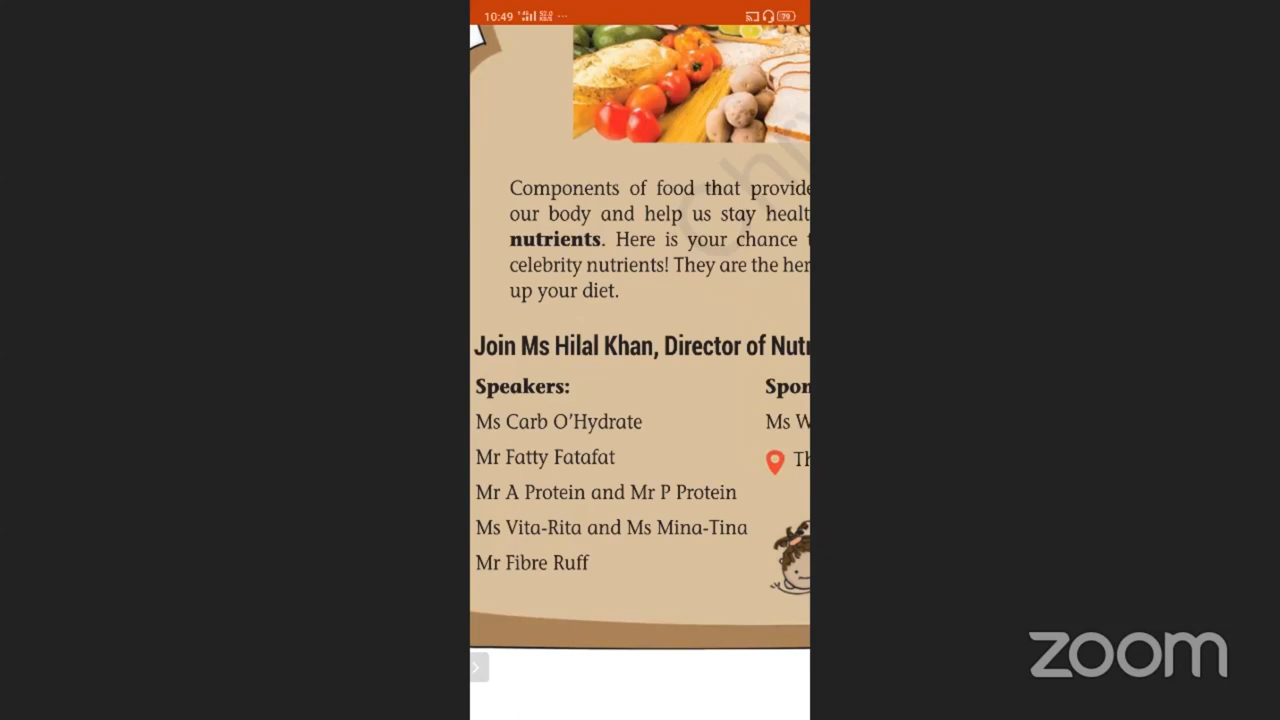 10:49
Components of food that provide
our body and help us stay healt
nutrients. Here is your chance t
celebrity nutrients! They are the her
up your diet.
Join Ms Hilal Khan, Director of Nutr
Speakers:
Spon
Ms Carb O'Hydrate
Ms W
Mr Fatty Fatafat
Th
Mr A Protein and Mr P Protein
Ms Vita-Rita and Ms Mina-Tina
Mr Fibre Ruff
zoom